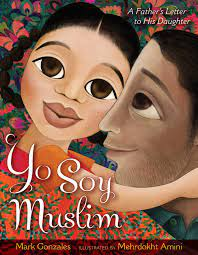 A Father's Letter
to His Daughter
Yo Soy
Muslim
Mark Gonzales ILLUSTRATED BY Mehrdokht Amini